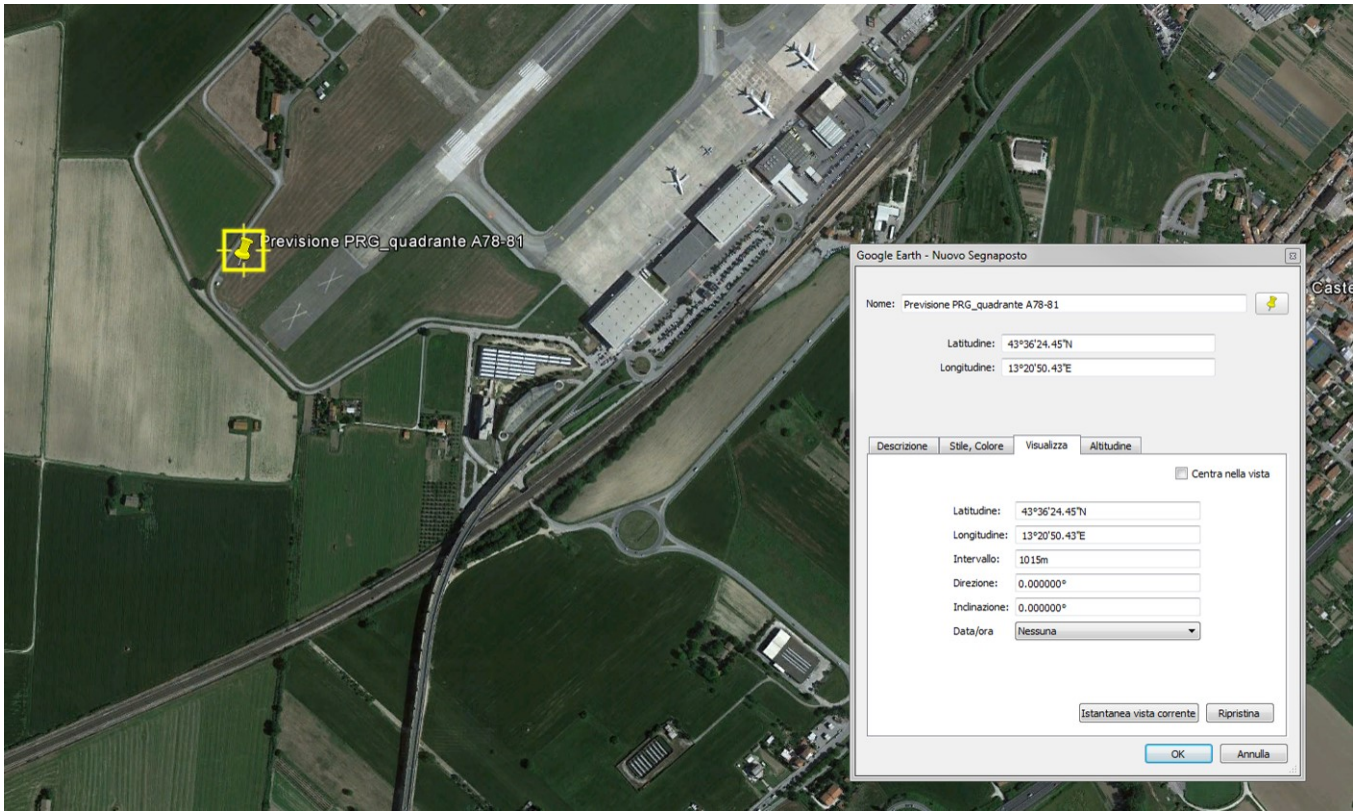 Previsione PRG_quadrante A78-81
Caste
Google Earth - Nuovo Segnaposto
Nome: Previsione PRG_quadrante A78-81
Latitudine: 43°36'24.45"N
Longitudine: 13°20'50.43"E
Descrizione Stile, Colore Visualizza Altitudine
Centra nella vista
Latitudine: 43°36'24.45"N
Longitudine: 13°20'50.43"E
Intervallo: 1015m
Direzione: 0.000000°
Inclinazione: 0.000000°
Data/ora Nessuna
Istantanea vista corrente Ripristina
OK Annulla